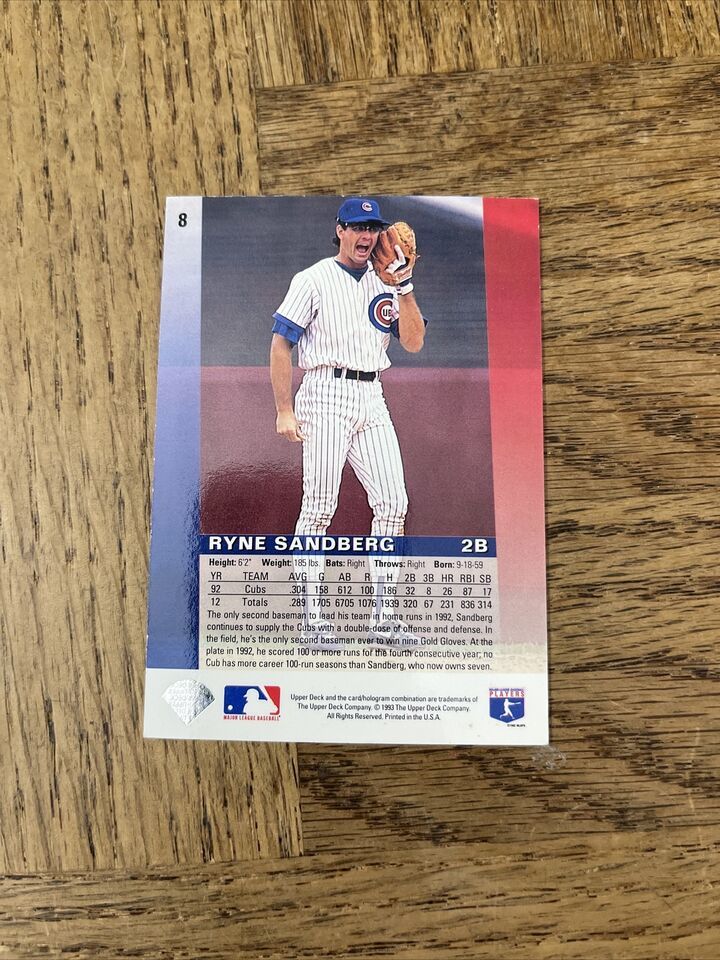 8
C
CUBS
RYNE SANDBERG 2B
Height: 6'2" Weight: 185 lbs. Bats: Right Throws: Right Born: 9-18-59
YR TEAM AVG G AB R H 2B 3B HR RBI SB
92 Cubs .304 158 612 100 186 32 8 26 87 17
12 Totals .289 1705 6705 1076 1939 320 67 231 836 314
The only second baseman to lead his team in home runs in 1992, Sandberg
continues to supply the Cubs with a double-dose of offense and defense. In
the field, he's the only second baseman ever to win nine Gold Gloves. At the
plate in 1992, he scored 100 or more runs for the fourth consecutive year; no
Cub has more career 100-run seasons than Sandberg, who now owns seven.
MAJOR LEAGUE BASEBALL
Upper Deck and the card/hologram combination are trademarks of
The Upper Deck Company. © 1993 The Upper Deck Company.
All Rights Reserved. Printed in the U.S.A.
PLAYERS